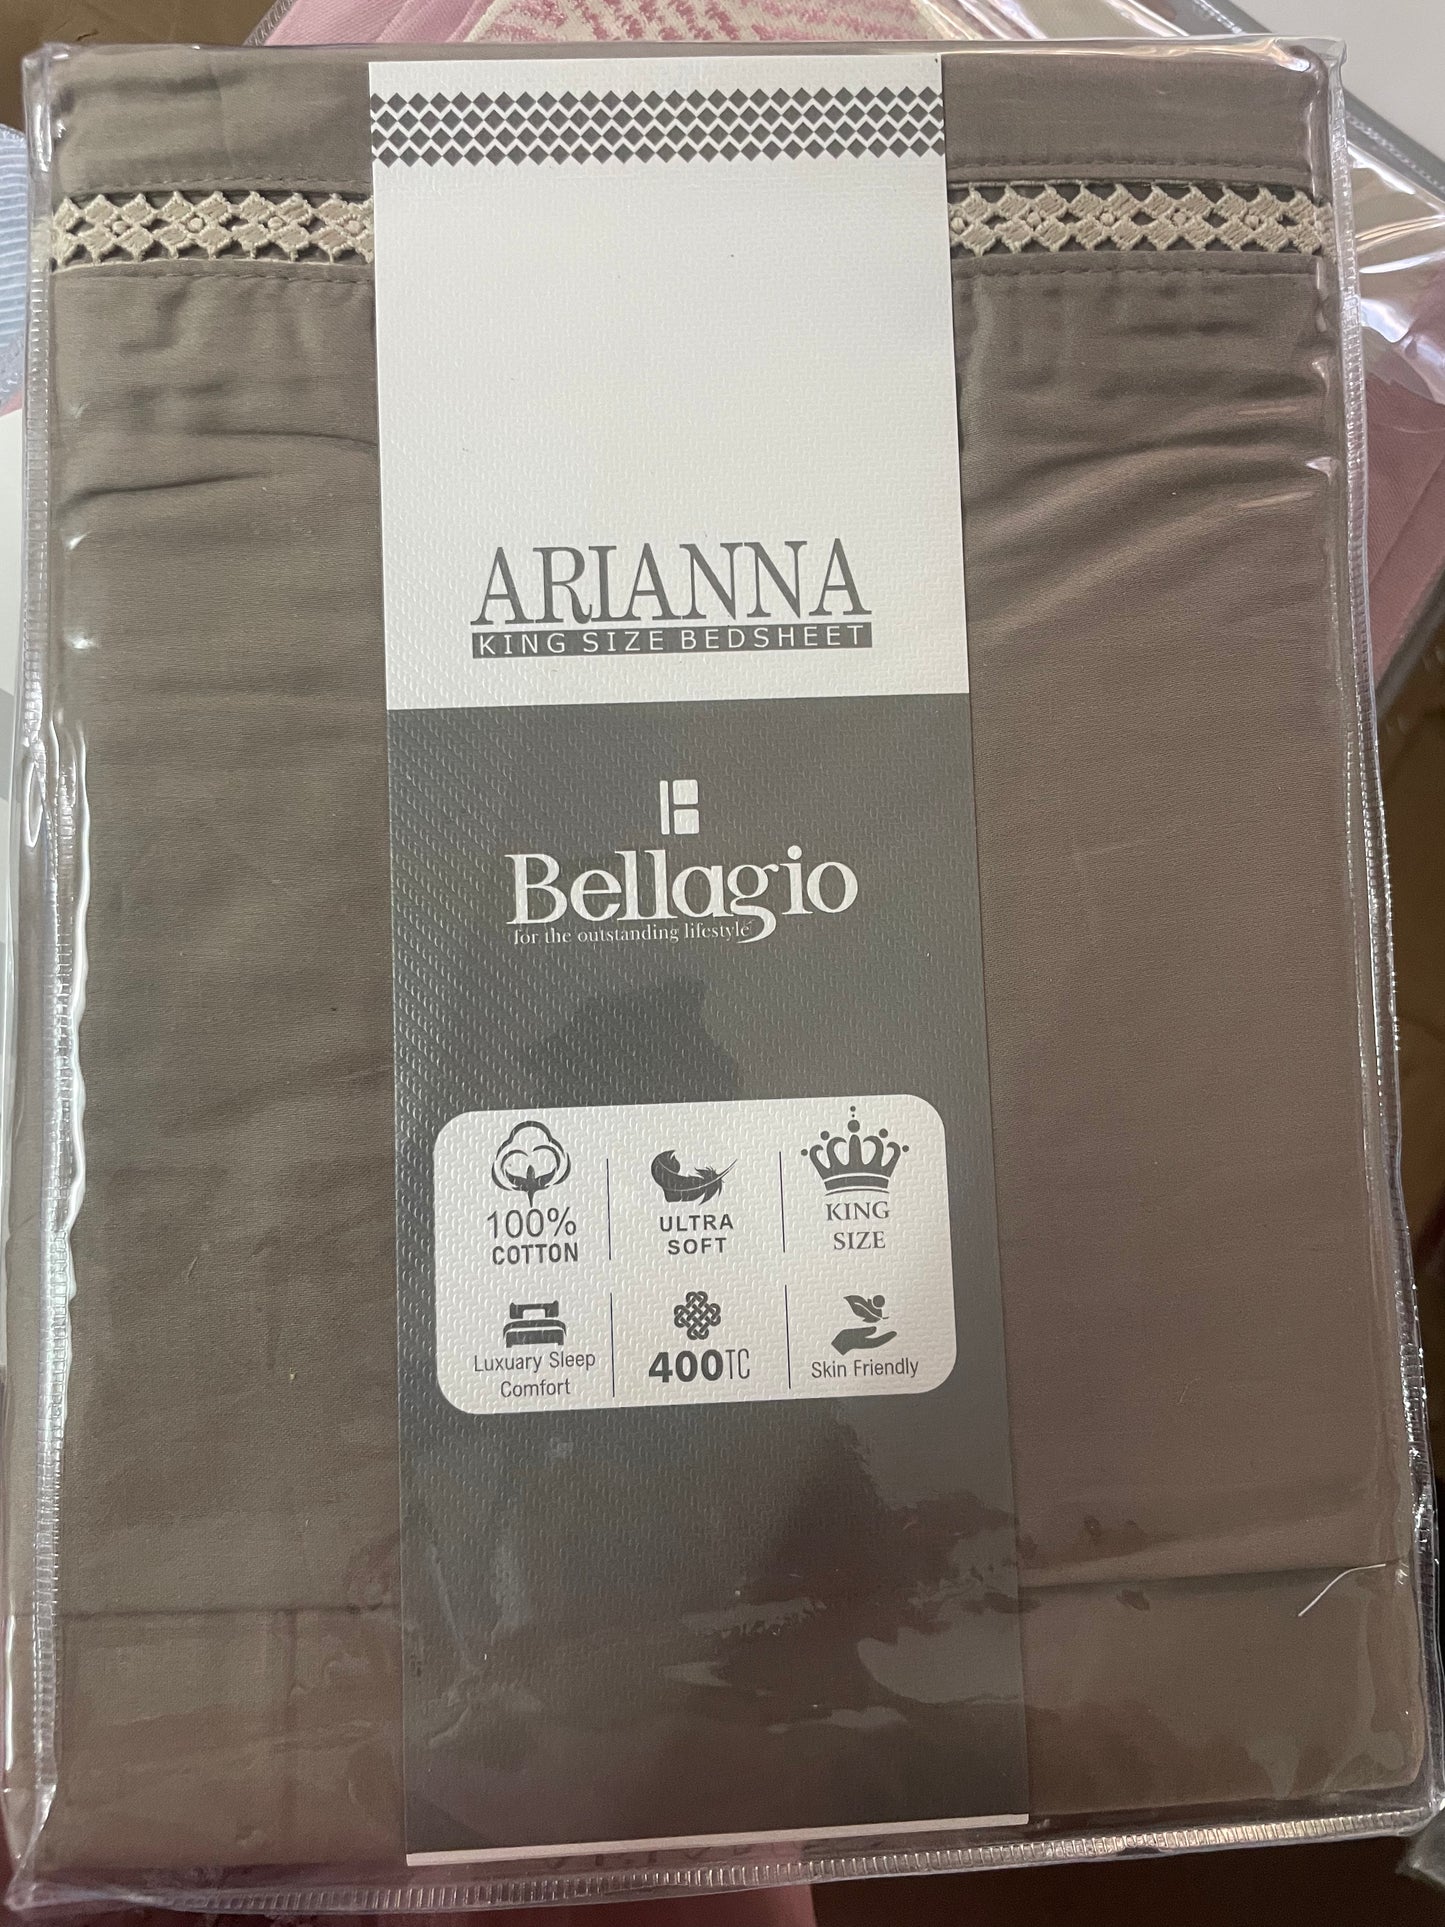 ARIANNA
KING SIZE BEDSHEET
Bellagio
for the outstanding lifestyle
100%
COTTON
ULTRA
SOFT
KING
SIZE
Luxuary Sleep
Comfort
400TC
Skin Friendly